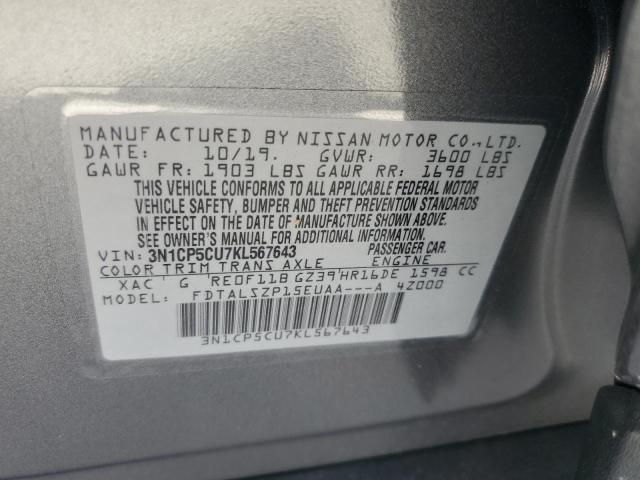 MANUFACTURED BY NISSAN MOTOR CO.,LTD.
DATE: 10/19. GVWR: 3600 LBS
GAWR FR: 1903 LBS GAWR RR: 1698 LBS
THIS VEHICLE CONFORMS TO ALL APPLICABLE FEDERAL MOTOR
VEHICLE SAFETY, BUMPER AND THEFT PREVENTION STANDARDS
IN EFFECT ON THE DATE OF MANUFACTURE SHOWN ABOVE.
SEE OWNER'S MANUAL FOR ADDITIONAL INFORMATION.
VIN: 3N1CP5CU7KL567643 PASSENGER CAR.
COLOR TRIM TRANS AXLE ENGINE
XAC G RE0F11B GZ39 HR16DE 1598 CC
FDTALSZP15EUAA---A 4Z000
3N1CP5CU7KL567643